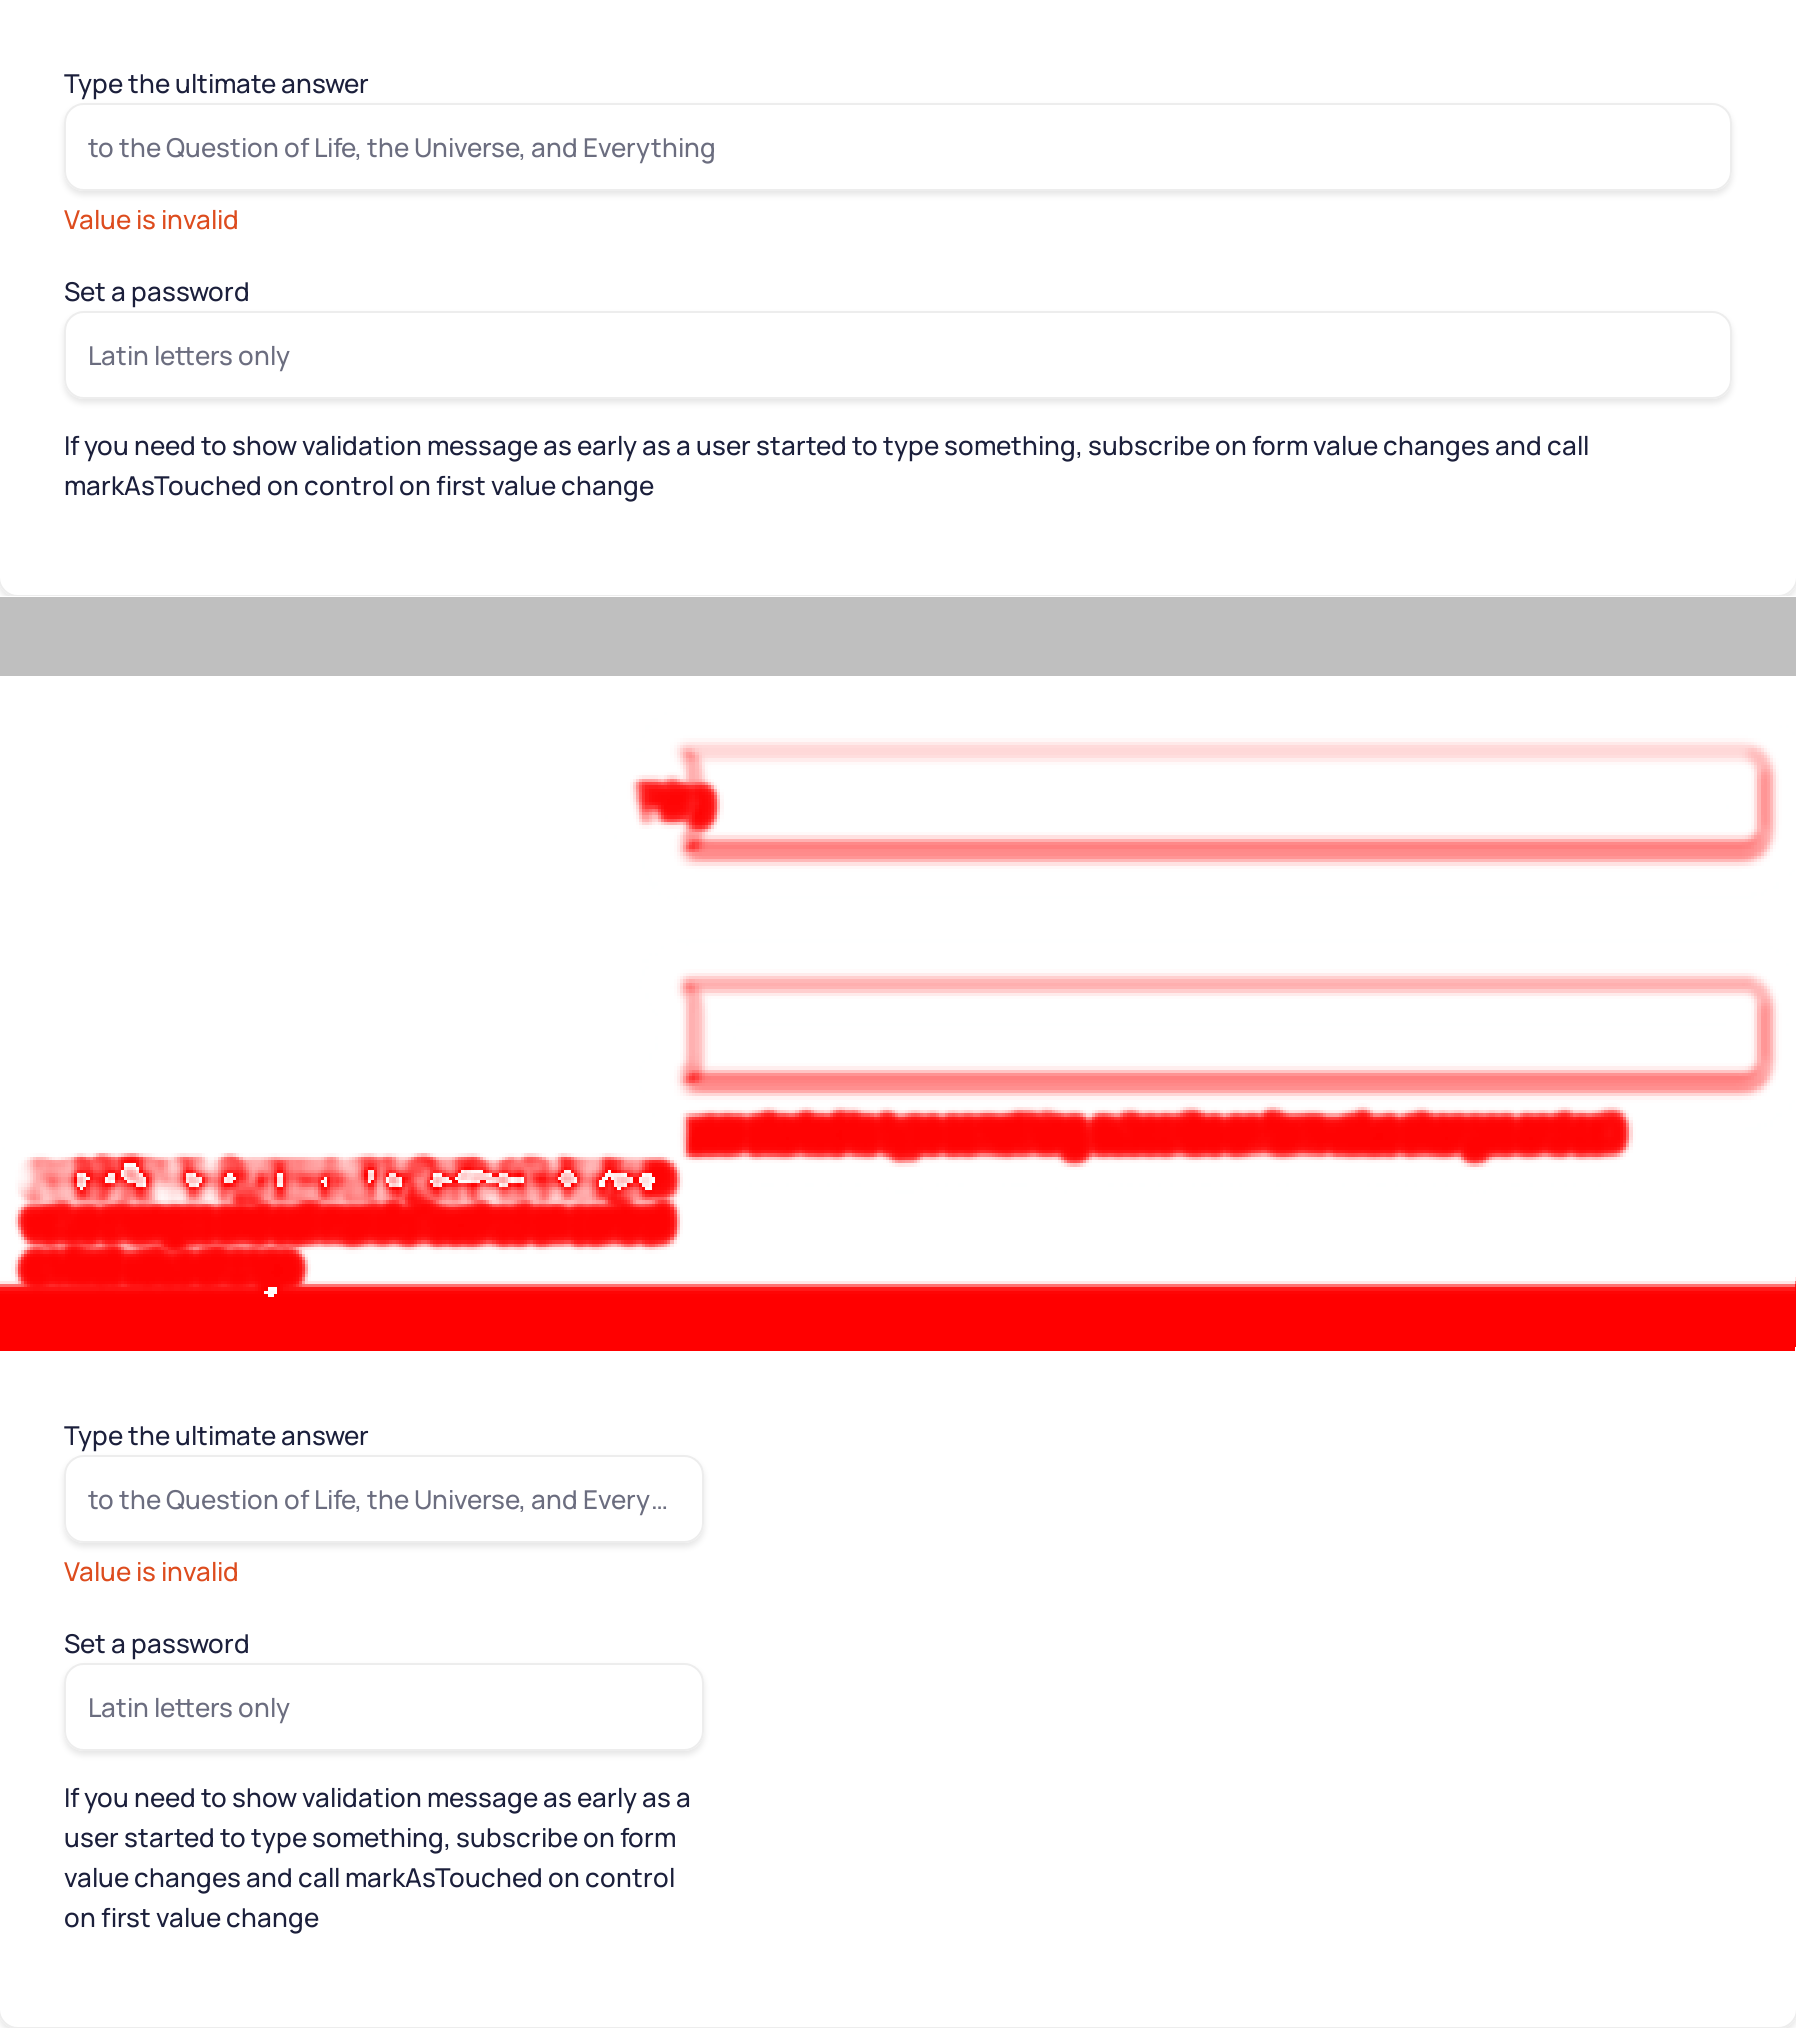 Type the ultimate answer
to the Question of Life, the Universe, and Everything
Value is invalid
Set a password
Latin letters only
If you need to show validation message as early as a user started to type something, subscribe on form value changes and call
markAsTouched on control on first value change
Type the ultimate answer
to the Question of Life, the Universe, and Every...
Value is invalid
Set a password
Latin letters only
If you need to show validation message as early as a
user started to type something, subscribe on form
value changes and call markAsTouched on control
on first value change